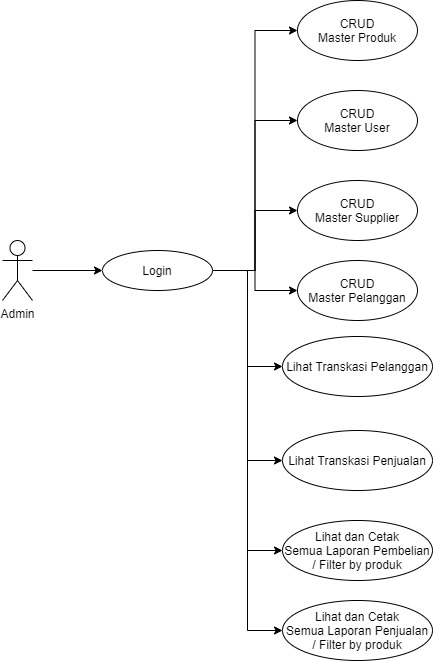 CRUD
Master Produk
CRUD
Master User
CRUD
Master Supplier
Login
Admin
CRUD
Master Pelanggan
Lihat Transkasi Pelanggan
Lihat Transkasi Penjualan
Lihat dan Cetak
Semua Laporan Pembelian
/ Filter by produk
Lihat dan Cetak
Semua Laporan Penjualan
/ Filter by produk